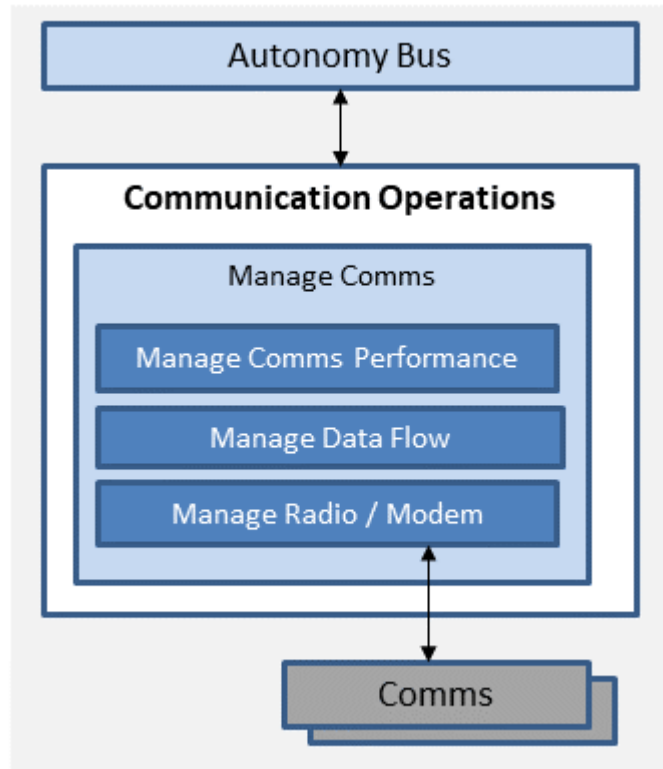 Autonomy Bus
Communication Operations
Manage Comms
Manage Comms Performance
Manage Data Flow
Manage Radio / Modem
Comms